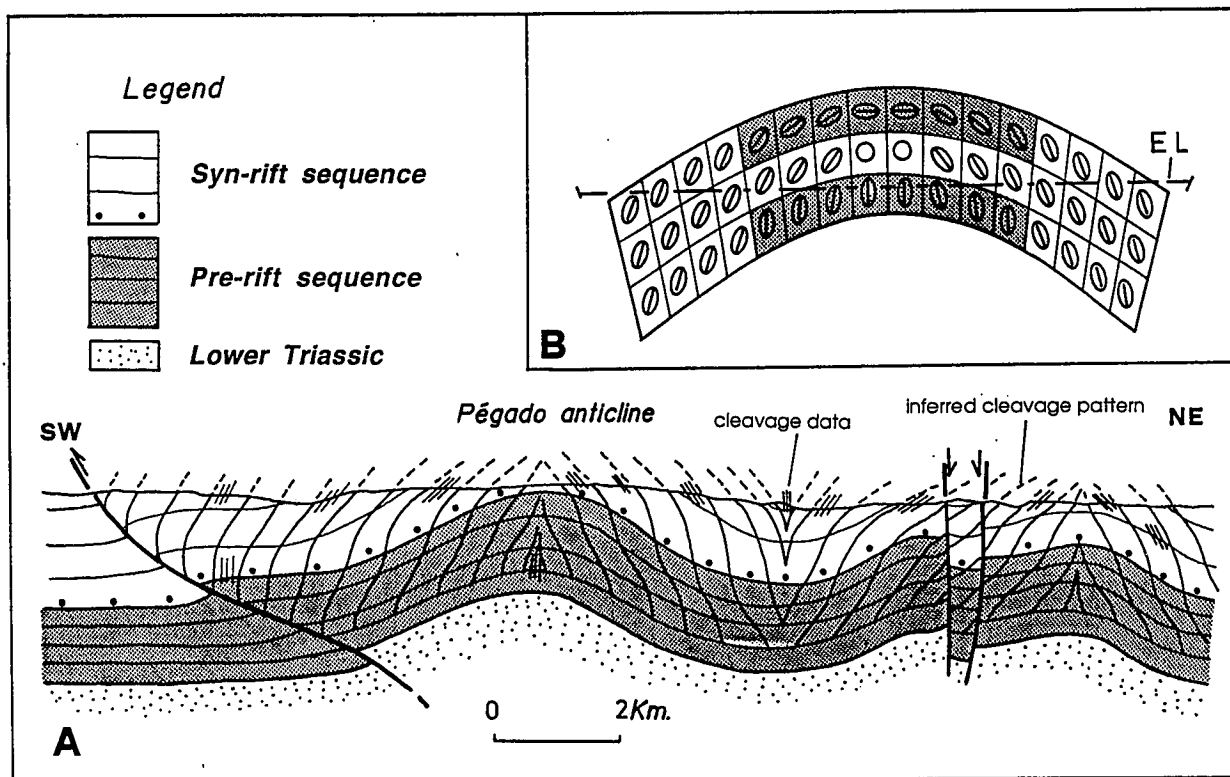 Legend
Syn-rift sequence
Pre-rift sequence
Lower Triassic
E L
B
Pégado anticline
cleavage data
inferred cleavage pattern
SW
NE
0 2Km.
A